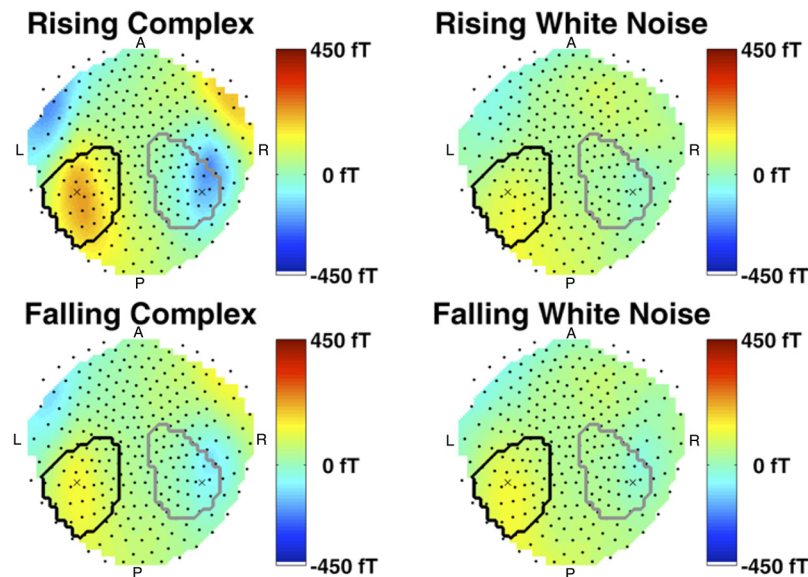 Rising Complex
Rising White Noise
A
450 fT
A
450 fT
L
R
0 fT
L
R
0 fT
P
-450 fT
P
-450 fT
Falling Complex
Falling White Noise
A
450 fT
A
450 fT
L
R
0 fT
L
R
0 fT
P
-450 fT
P
-450 fT